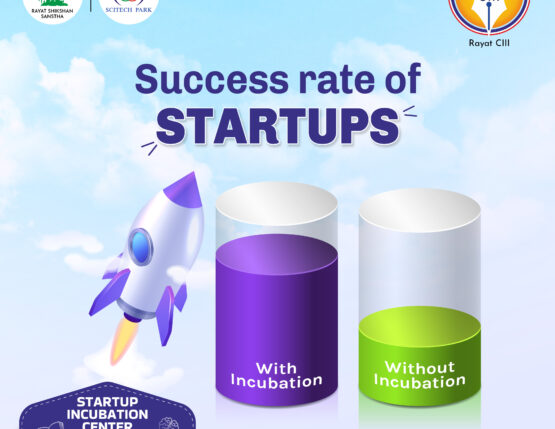 RAYAT SHIKSHAN
SANSTHA
SCITECH PARK
Rayat CIII
Success rate of
STARTUPS
With
Incubation
Without
Incubation
STARTUP
INCUBATION
CENTER